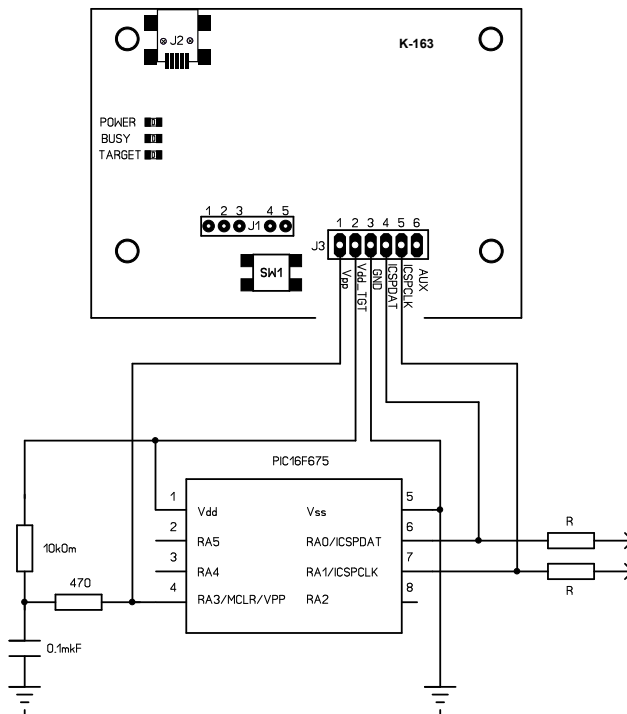 J2
K-163
POWER
BUSY
TARGET
1 2 3 4 5
J1
1 2 3 4 5 6
J3
SW1
Vpp
Vdd_TGT
GND
ICSPDAT
ICSPCLK
AUX
PIC16F675
1 Vdd Vss 5
2 RA5 RA0/ICSPDAT 6
3 RA4 RA1/ICSPCLK 7
4 RA3/MCLR/VPP RA2 8
R
R
10kOm
470
0.1mkF